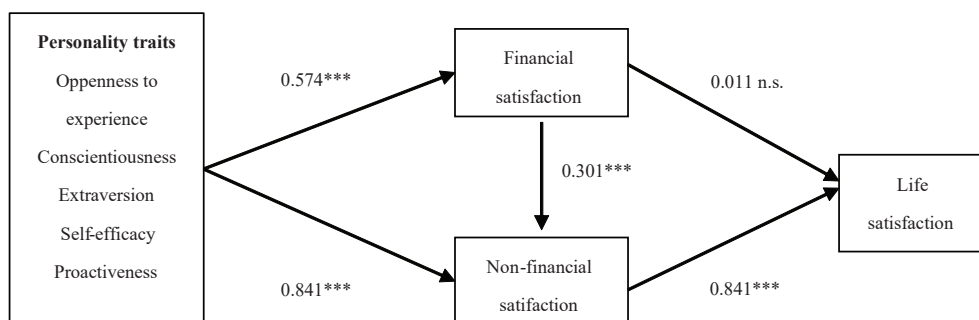 Personality traits
Oppenness to
experience
Conscientiousness
Extraversion
Self-efficacy
Proactiveness
0.574***
0.841***
Financial
satisfaction
0.301***
Non-financial
satifaction
0.011 n.s.
0.841***
Life
satisfaction